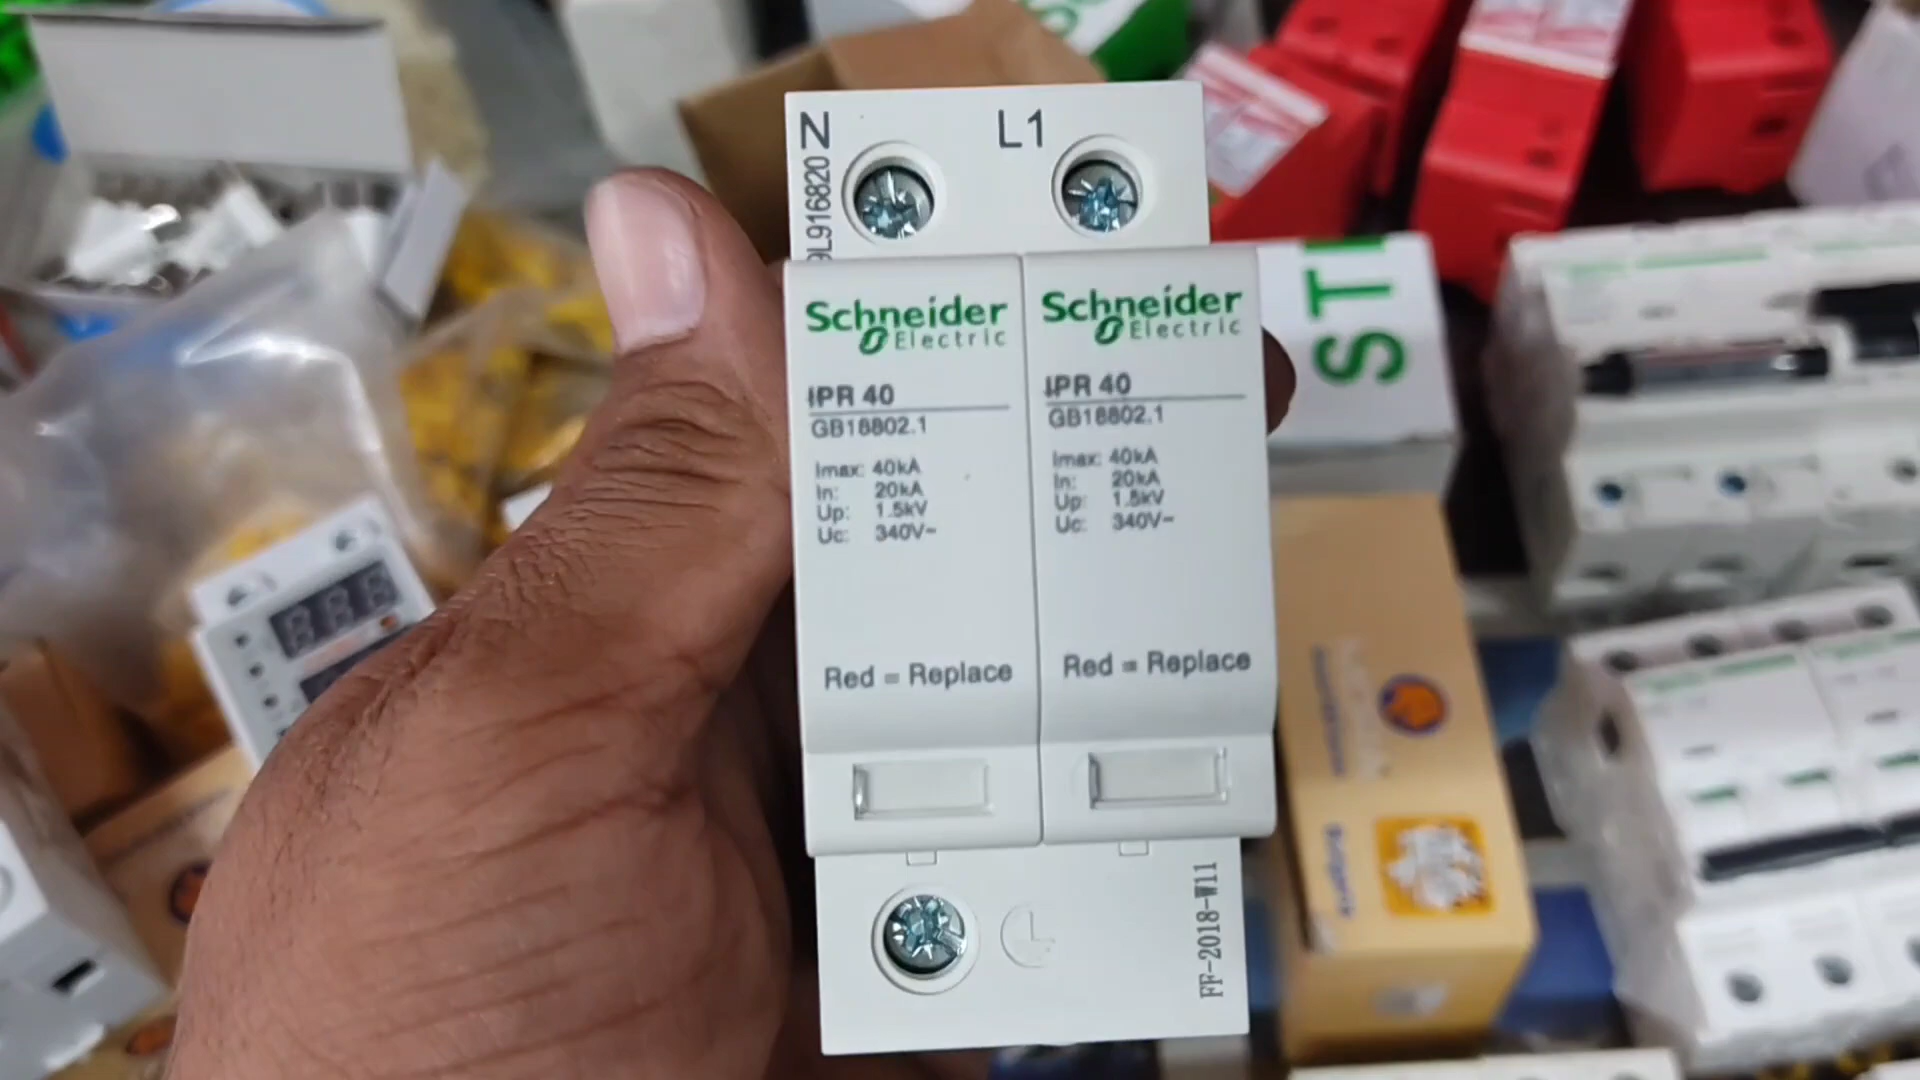 N
L1
9L916820
Schneider
Electric
IPR 40
GB18802.1
Imax: 40kA
In: 20kA
Up: 1.5kV
Uc: 340V~
Red = Replace
Schneider
Electric
IPR 40
GB18802.1
Imax: 40kA
In: 20kA
Up: 1.5kV
Uc: 340V~
Red = Replace
FF-2018-W11
ST